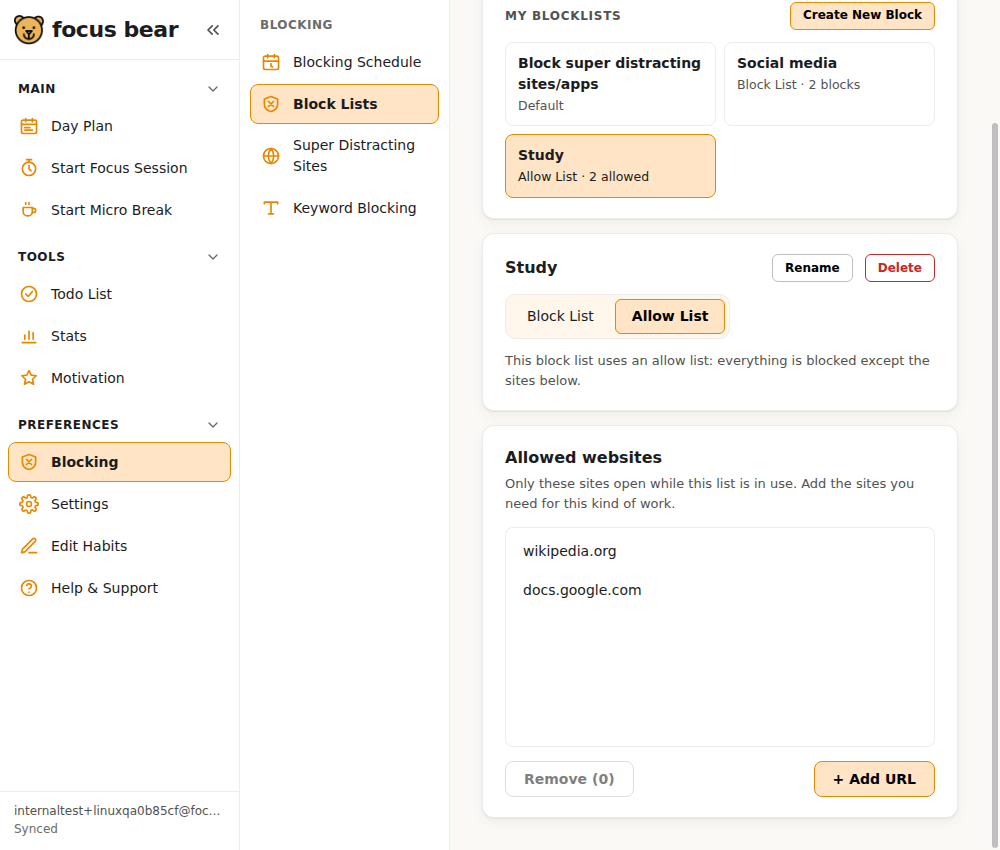 focus bear
MAIN
Day Plan
Start Focus Session
Start Micro Break
TOOLS
Todo List
Stats
Motivation
PREFERENCES
Blocking
Settings
Edit Habits
Help & Support
internaltest+linuxqa0b85cf@foc...
Synced
BLOCKING
Blocking Schedule
Block Lists
Super Distracting
Sites
Keyword Blocking
MY BLOCKLISTS
Create New Block
Block super distracting
sites/apps
Default
Social media
Block List · 2 blocks
Study
Allow List · 2 allowed
Study
Rename
Delete
Block List
Allow List
This block list uses an allow list: everything is blocked except the
sites below.
Allowed websites
Only these sites open while this list is in use. Add the sites you
need for this kind of work.
wikipedia.org
docs.google.com
Remove (0)
+ Add URL